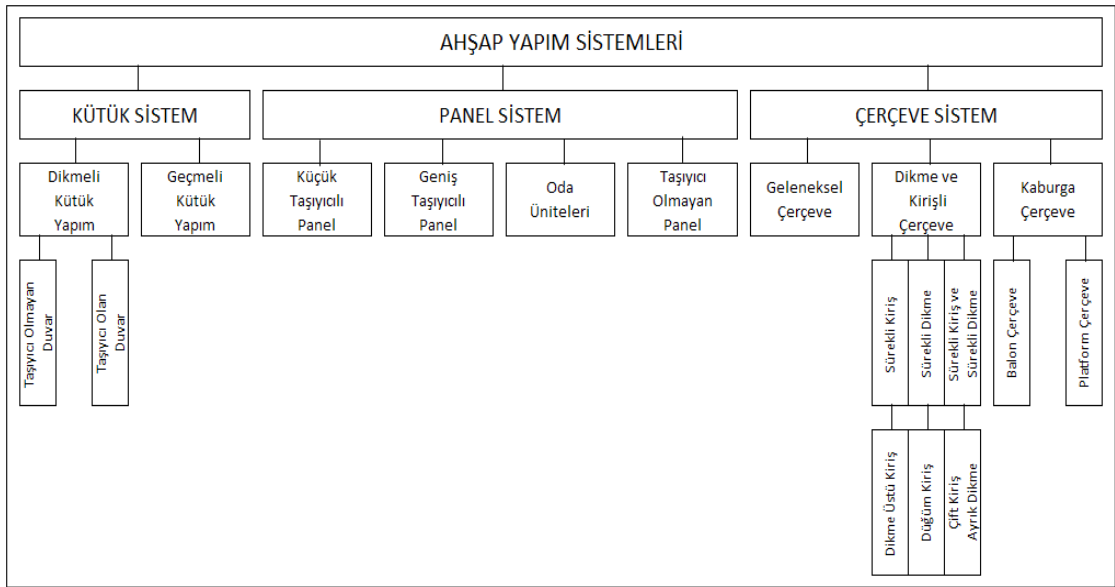 AHŞAP YAPIM SİSTEMLERİ
KÜTÜK SİSTEM
PANEL SİSTEM
ÇERÇEVE SİSTEM
Dikmeli
Kütük
Yapım
Geçmeli
Kütük
Yapım
Küçük
Taşıyıcılı
Panel
Geniş
Taşıyıcılı
Panel
Oda
Üniteleri
Taşıyıcı
Olmayan
Panel
Geleneksel
Çerçeve
Dikme ve
Kirişli
Çerçeve
Kaburga
Çerçeve
Taşıyıcı Olmayan
Duvar
Taşıyıcı Olan
Duvar
Sürekli Kiriş
Sürekli Dikme
Sürekli Kiriş ve
Sürekli Dikme
Balon Çerçeve
Platform Çerçeve
Dikme Üstü Kiriş
Düğüm Kiriş
Çift Kiriş
Ayrık Dikme